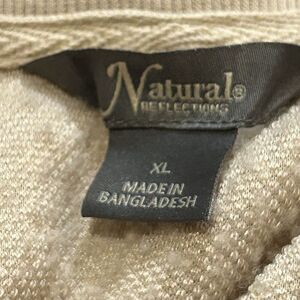 Natural®
REFLECTIONS
XL
MADE IN
BANGLADESH